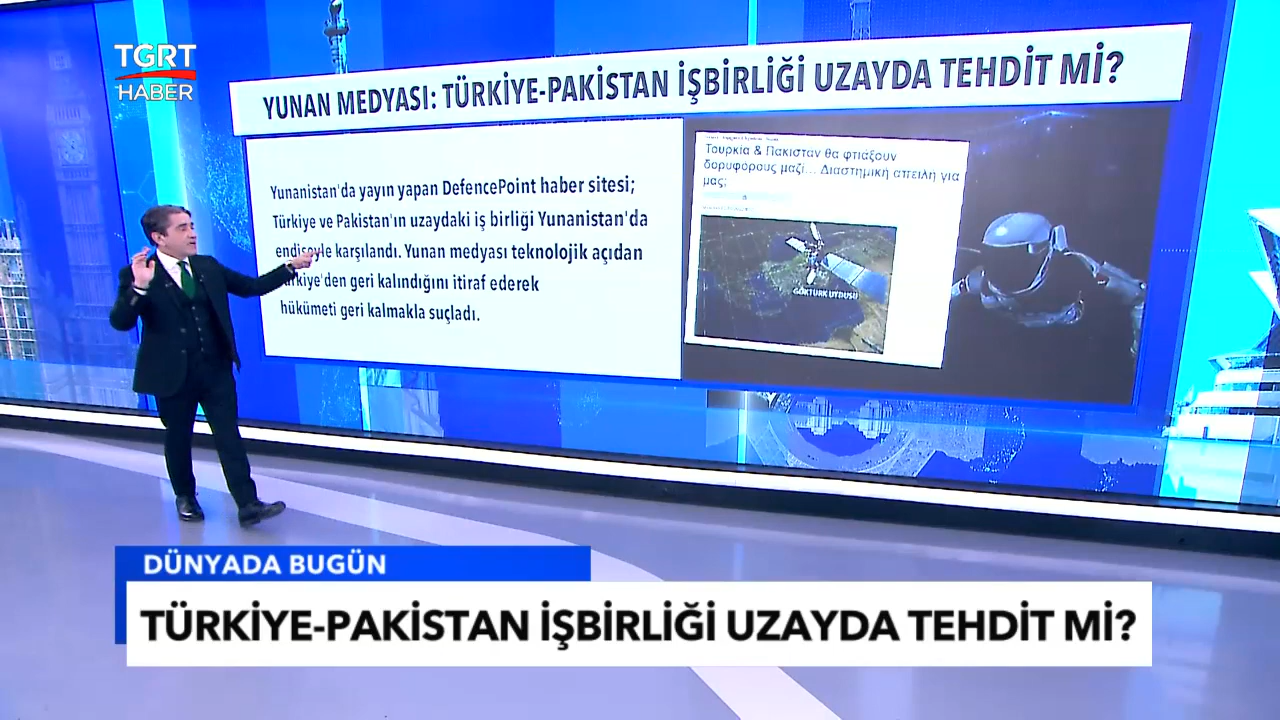 TGRT
HABER
YUNAN MEDYASI: TÜRKİYE-PAKİSTAN İŞBİRLİĞİ UZAYDA TEHDİT Mİ?
Yunanistan'da yayın yapan DefencePoint haber sitesi;
Türkiye ve Pakistan'ın uzaydaki iş birliği Yunanistan'da
endişeyle karşılandı. Yunan medyası teknolojik açıdan
Türkiye'den geri kalındığını itiraf ederek
hükümeti geri kalmakla suçladı.
Τουρκία & Πακιστάν θα φτιάξουν
δορυφόρους μαζί... Διαστημική απειλή για
μας;
GÖKTÜRK UYDUSU
DÜNYADA BUGÜN
TÜRKİYE-PAKİSTAN İŞBİRLİĞİ UZAYDA TEHDİT Mİ?